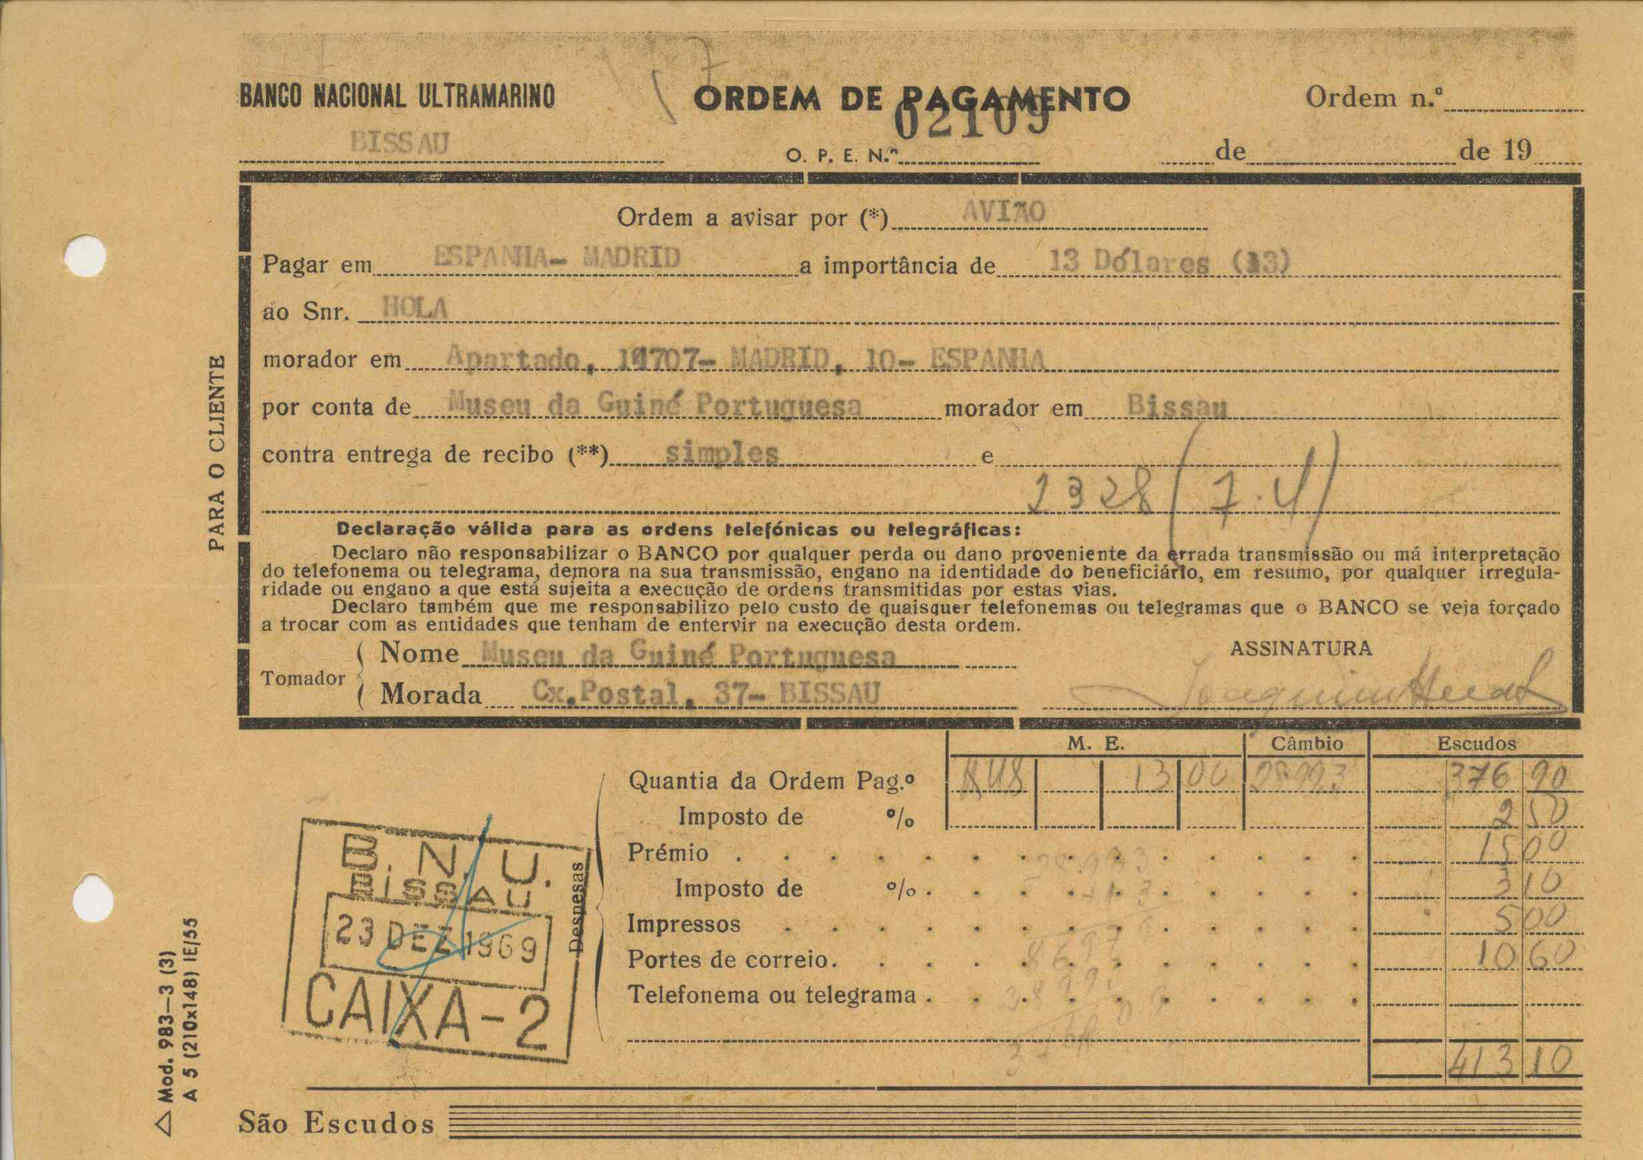 BANCO NACIONAL ULTRAMARINO ORDEM DE PAGAMENTO Ordem n.º
BISSAU O. P. E. N.º 02109 de de 19
Ordem a avisar por (*) AVIÃO
Pagar em ESPANHA- MADRID a importância de 13 Dólares (13)
ao Snr. HOLA
morador em Apartado, 14707- MADRID, 10- ESPANHA
por conta de Museu da Guiné Portuguesa morador em Bissau
contra entrega de recibo (**) simples e
2328 (7.4)
PARA O CLIENTE
Declaração válida para as ordens telefónicas ou telegráficas:
Declaro não responsabilizar o BANCO por qualquer perda ou dano proveniente da errada transmissão ou má interpretação
do telefonema ou telegrama, demora na sua transmissão, engano na identidade do beneficiário, em resumo, por qualquer irregula-
ridade ou engano a que está sujeita a execução de ordens transmitidas por estas vias.
Declaro também que me responsabilizo pelo custo de quaisquer telefonemas ou telegramas que o BANCO se veja forçado
a trocar com as entidades que tenham de entervir na execução desta ordem.
Tomador
Nome Museu da Guiné Portuguesa
Morada Cx.Postal, 37- BISSAU
ASSINATURA
M. E. Câmbio Escudos
Quantia da Ordem Pag.º 13 00 28993 376 90
Imposto de % 2 50
Prémio 15 00
Imposto de % 3 10
Impressos 5 00
Portes de correio. 10 60
Telefonema ou telegrama
413 10
Despesas
B. N. U.
BISSAU
23 DEZ 1969
CAIXA-2
São Escudos
Mod. 983—3 (3)
A 5 (210x148) IE/55